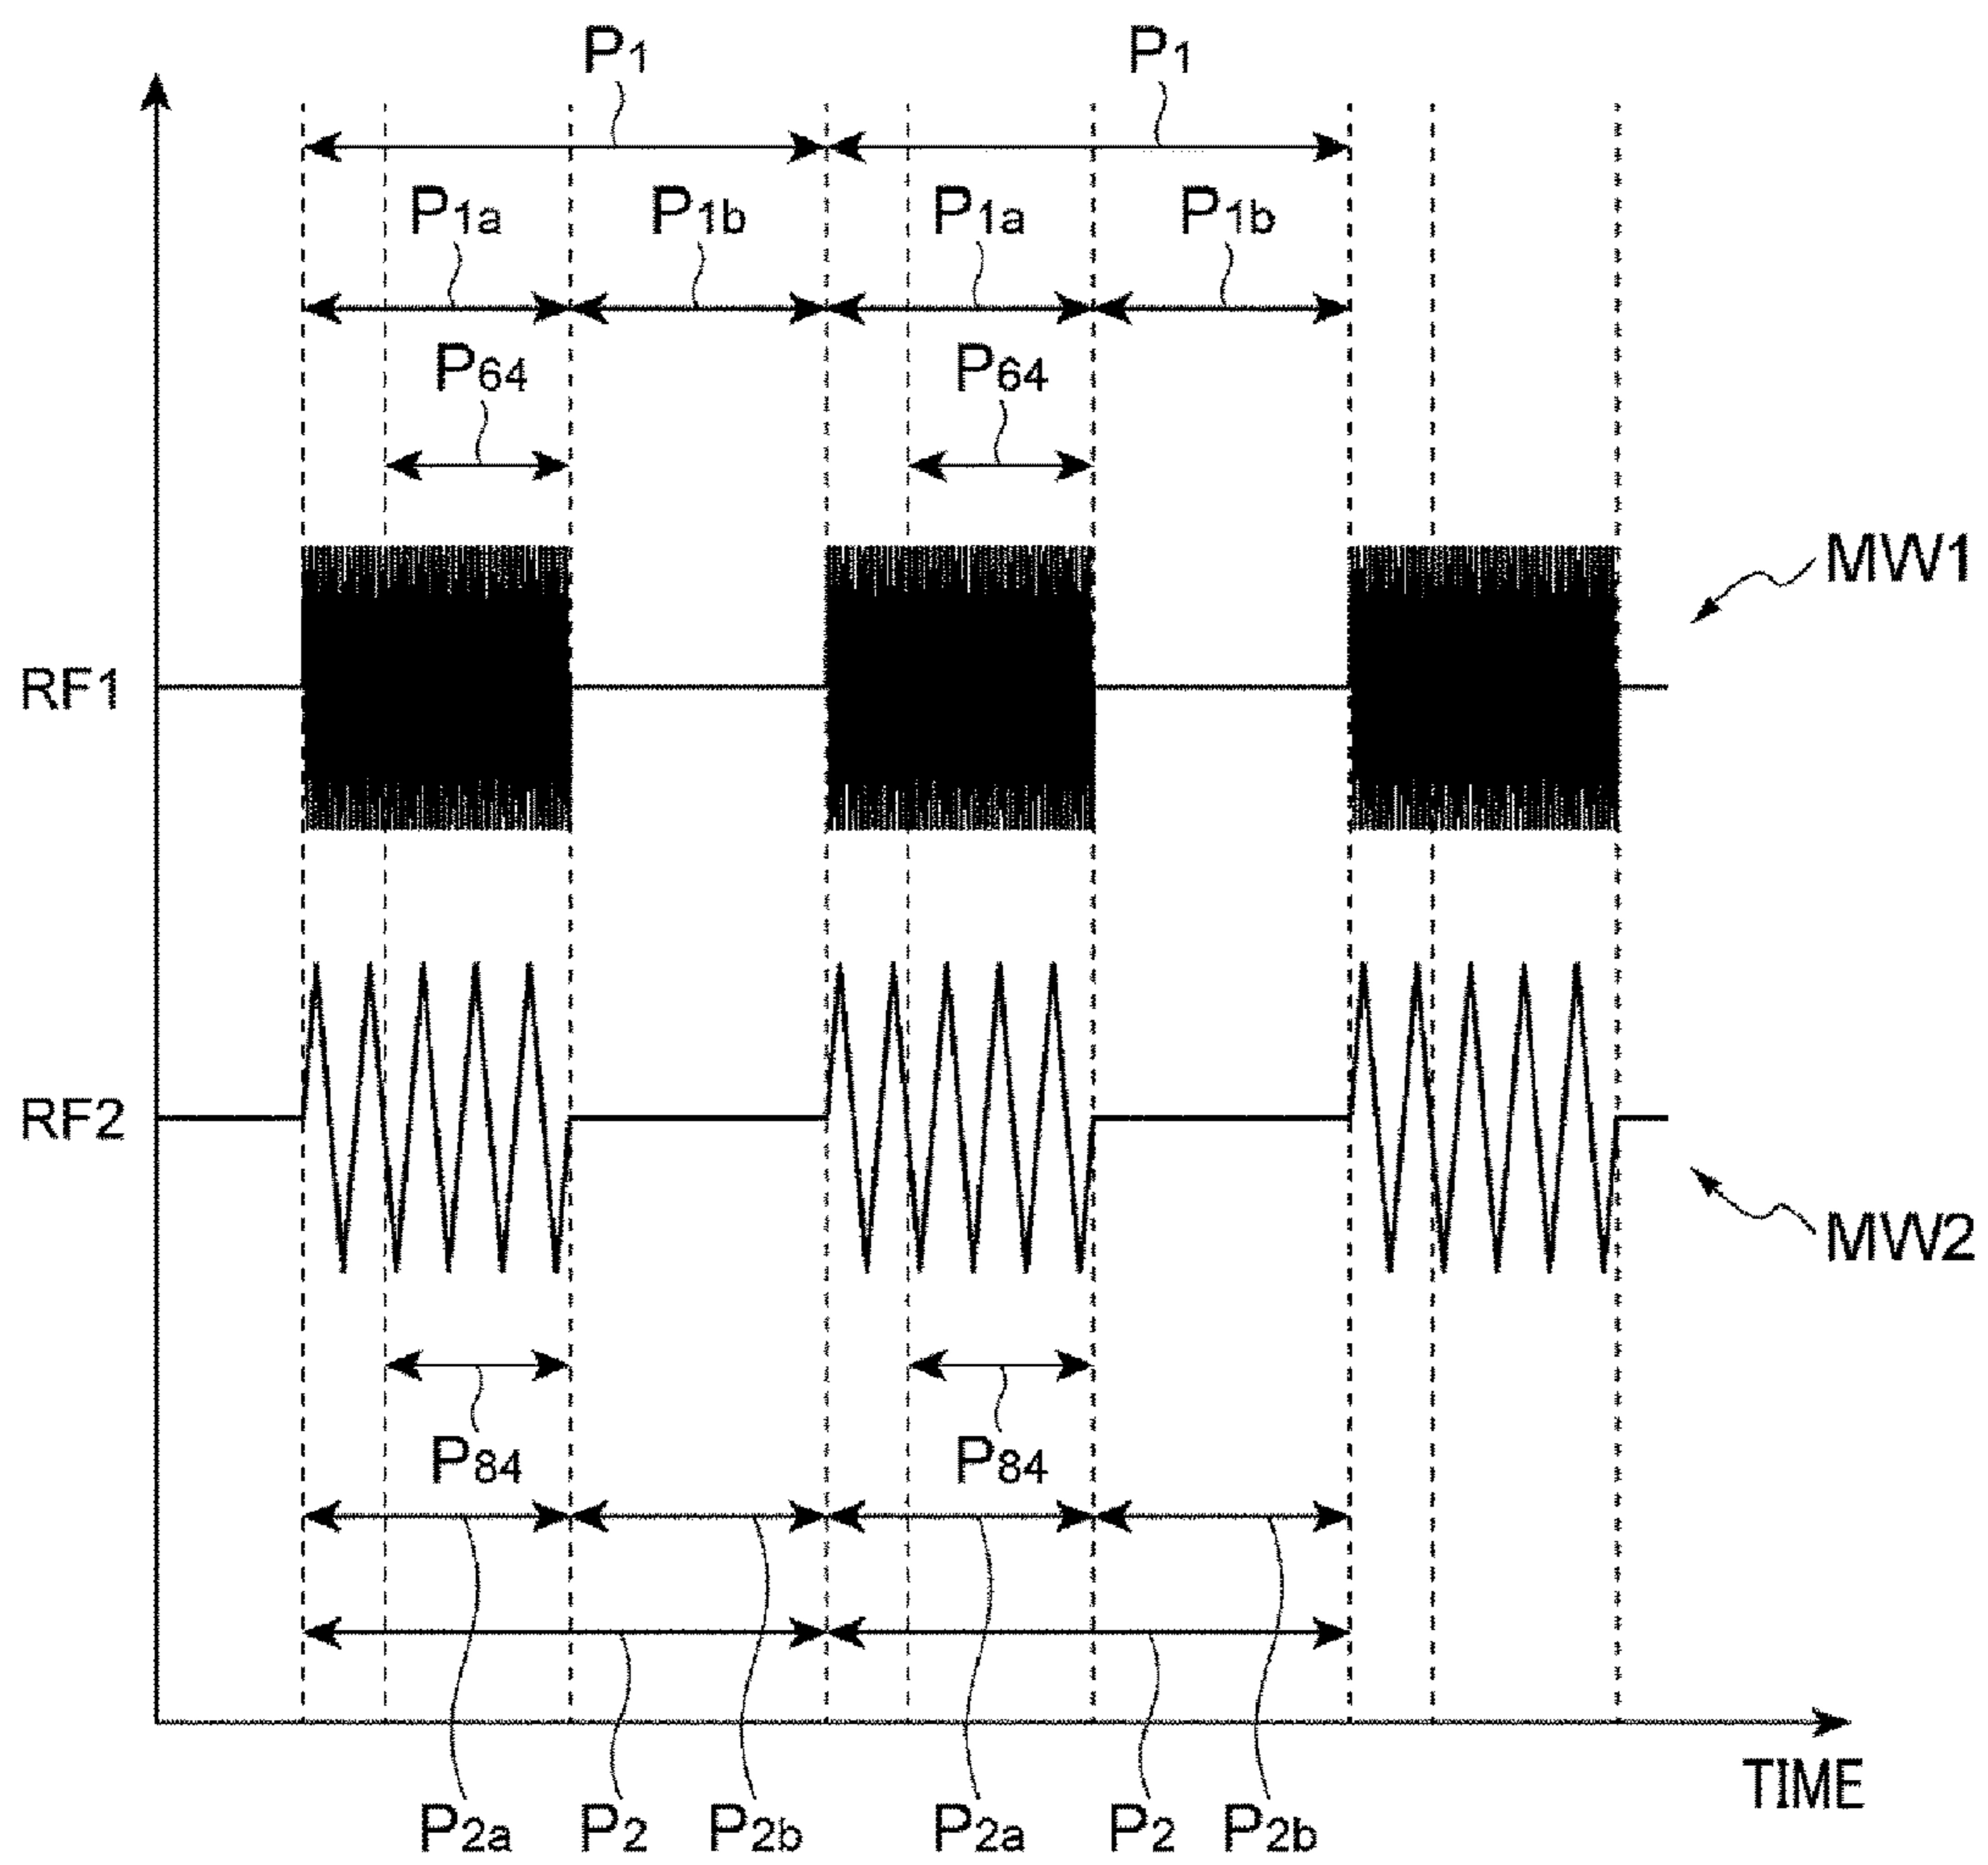 P1 P1
P1a P1b P1a P1b
P64 P64
MW1
RF1
RF2
MW2
P84 P84
TIME
P2a P2 P2b P2a P2 P2b